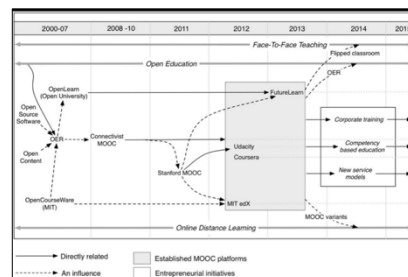 2000-07 2008 -10 2011 2012 2013 2014 2015
Face-To-Face Teaching
Flipped classroom
Open Education
OER
OpenLearn
(Open University)
FutureLearn
Open
Source
Software
OER
Connectivist
MOOC
Corporate training
Udacity
Coursera
Competency
based education
Open
Content
Stanford MOOC
New service
models
OpenCourseWare
(MIT)
MIT edX
MOOC variants
Online Distance Learning
Directly related
Established MOOC platforms
An influence
Entrepreneurial initiatives